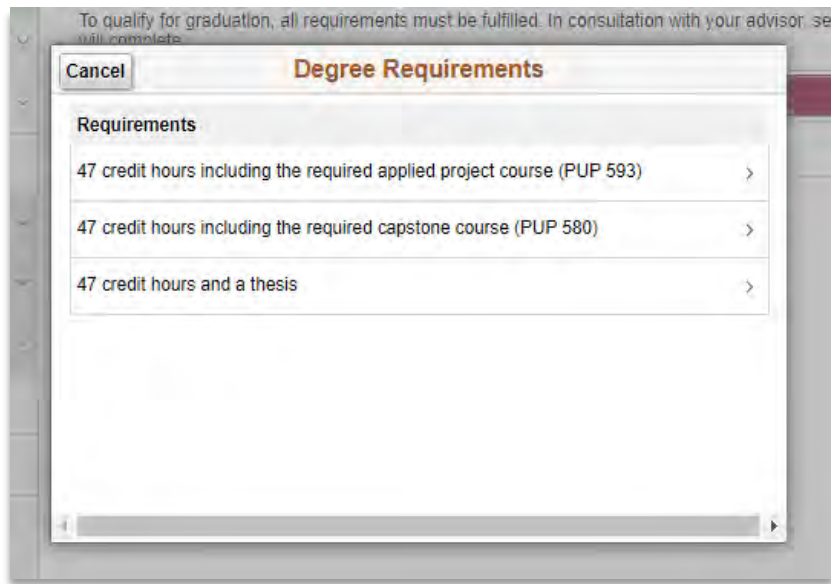 To qualify for graduation, all requirements must be fulfilled. In consultation with your advisor, se
will complete
Cancel
Degree Requirements
Requirements
47 credit hours including the required applied project course (PUP 593)
47 credit hours including the required capstone course (PUP 580)
47 credit hours and a thesis